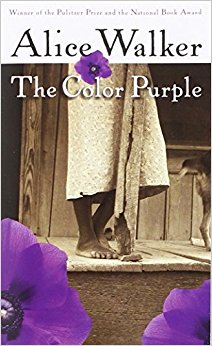 Winner of the Pulitzer Prize and the National Book Award
Alice Walker
The Color Purple